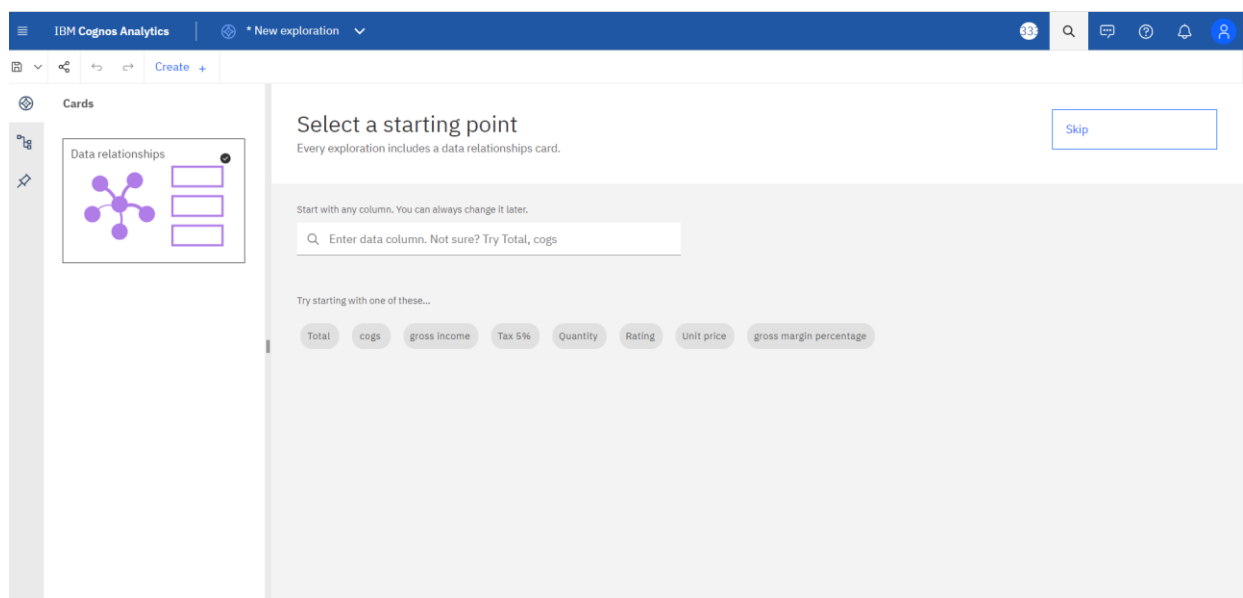 IBM Cognos Analytics
* New exploration
Create +
Cards
Data relationships
Select a starting point
Every exploration includes a data relationships card.
Skip
Start with any column. You can always change it later.
Enter data column. Not sure? Try Total, cogs
Try starting with one of these...
Total cogs gross income Tax 5% Quantity Rating Unit price gross margin percentage